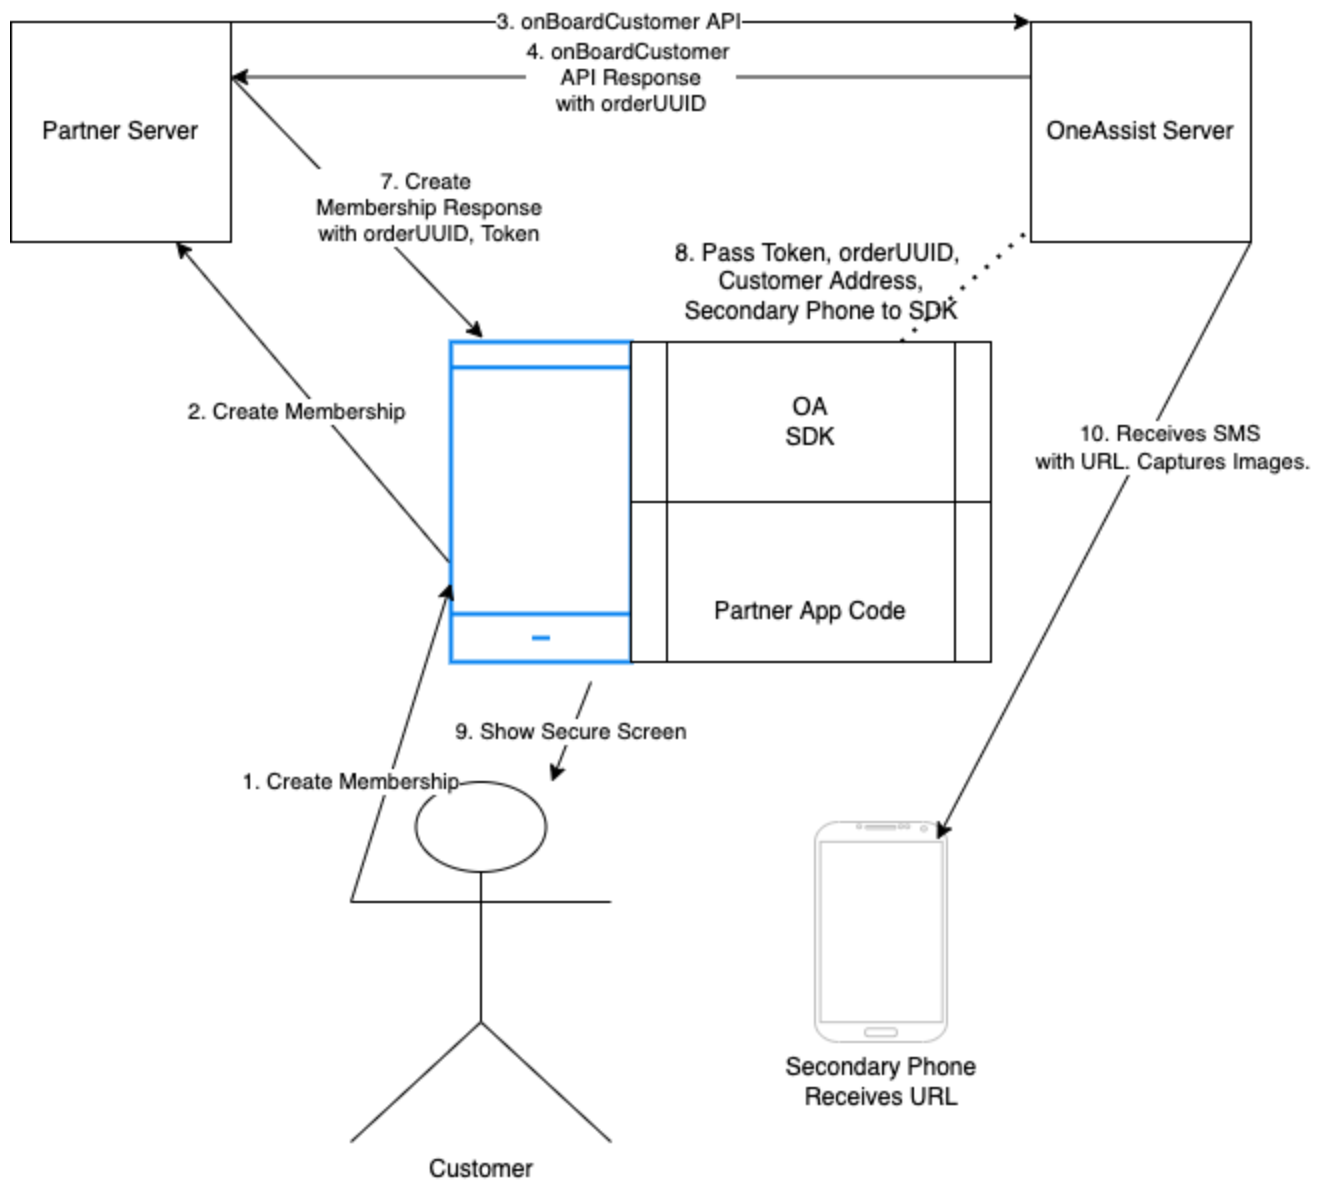 3. onBoardCustomer API
4. onBoardCustomer
API Response
with orderUUID
Partner Server
OneAssist Server
7. Create
Membership Response
with orderUUID, Token
8. Pass Token, orderUUID,
Customer Address,
Secondary Phone to SDK
2. Create Membership
OA
SDK
10. Receives SMS
with URL. Captures Images.
Partner App Code
9. Show Secure Screen
1. Create Membership
Secondary Phone
Receives URL
Customer